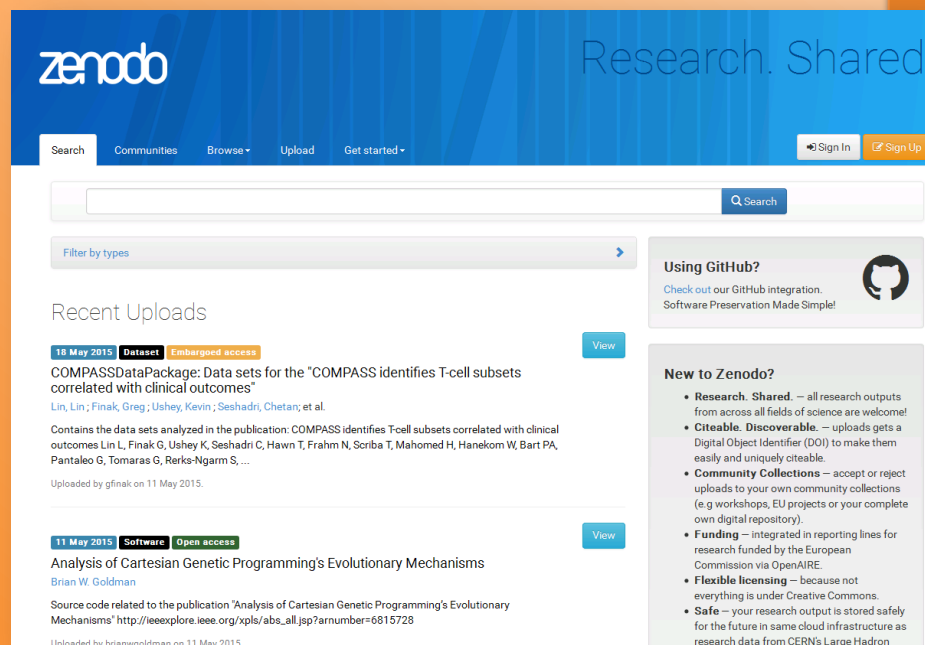 zenodo
Research. Shared
Search Communities Browse Upload Get started
Sign In Sign Up
Search
Filter by types
Recent Uploads
18 May 2015 Dataset Embargoed access
View
COMPASSDataPackage: Data sets for the "COMPASS identifies T-cell subsets
correlated with clinical outcomes"
Lin, Lin ; Finak, Greg ; Ushey, Kevin ; Seshadri, Chetan; et al.
Contains the data sets analyzed in the publication: COMPASS identifies T-cell subsets correlated with clinical
outcomes Lin L, Finak G, Ushey K, Seshadri C, Hawn T, Frahm N, Scriba T, Mahomed H, Hanekom W, Bart PA,
Pantaleo G, Tomaras G, Rerks-Ngarm S, ...
Uploaded by gfinak on 11 May 2015.
11 May 2015 Software Open access
View
Analysis of Cartesian Genetic Programming's Evolutionary Mechanisms
Brian W. Goldman
Source code related to the publication "Analysis of Cartesian Genetic Programming's Evolutionary
Mechanisms" http://ieeexplore.ieee.org/xpls/abs_all.jsp?arnumber=6815728
Uploaded by brianwgoldman on 11 May 2015.
Using GitHub?
Check out our GitHub integration.
Software Preservation Made Simple!
New to Zenodo?
• Research. Shared. — all research outputs
from across all fields of science are welcome!
• Citeable. Discoverable. — uploads gets a
Digital Object Identifier (DOI) to make them
easily and uniquely citeable.
• Community Collections — accept or reject
uploads to your own community collections
(e.g workshops, EU projects or your complete
own digital repository).
• Funding — integrated in reporting lines for
research funded by the European
Commission via OpenAIRE.
• Flexible licensing — because not
everything is under Creative Commons.
• Safe — your research output is stored safely
for the future in same cloud infrastructure as
research data from CERN's Large Hadron